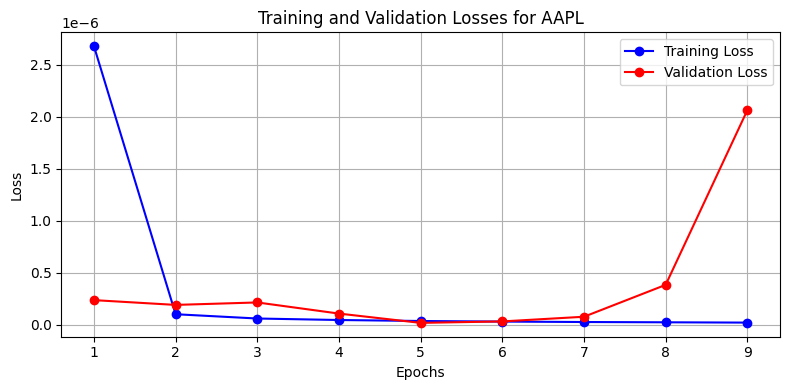 Training and Validation Losses for AAPL
1e−6
Training Loss
Validation Loss
2.5
2.0
1.5
1.0
0.5
0.0
Loss
1 2 3 4 5 6 7 8 9
Epochs